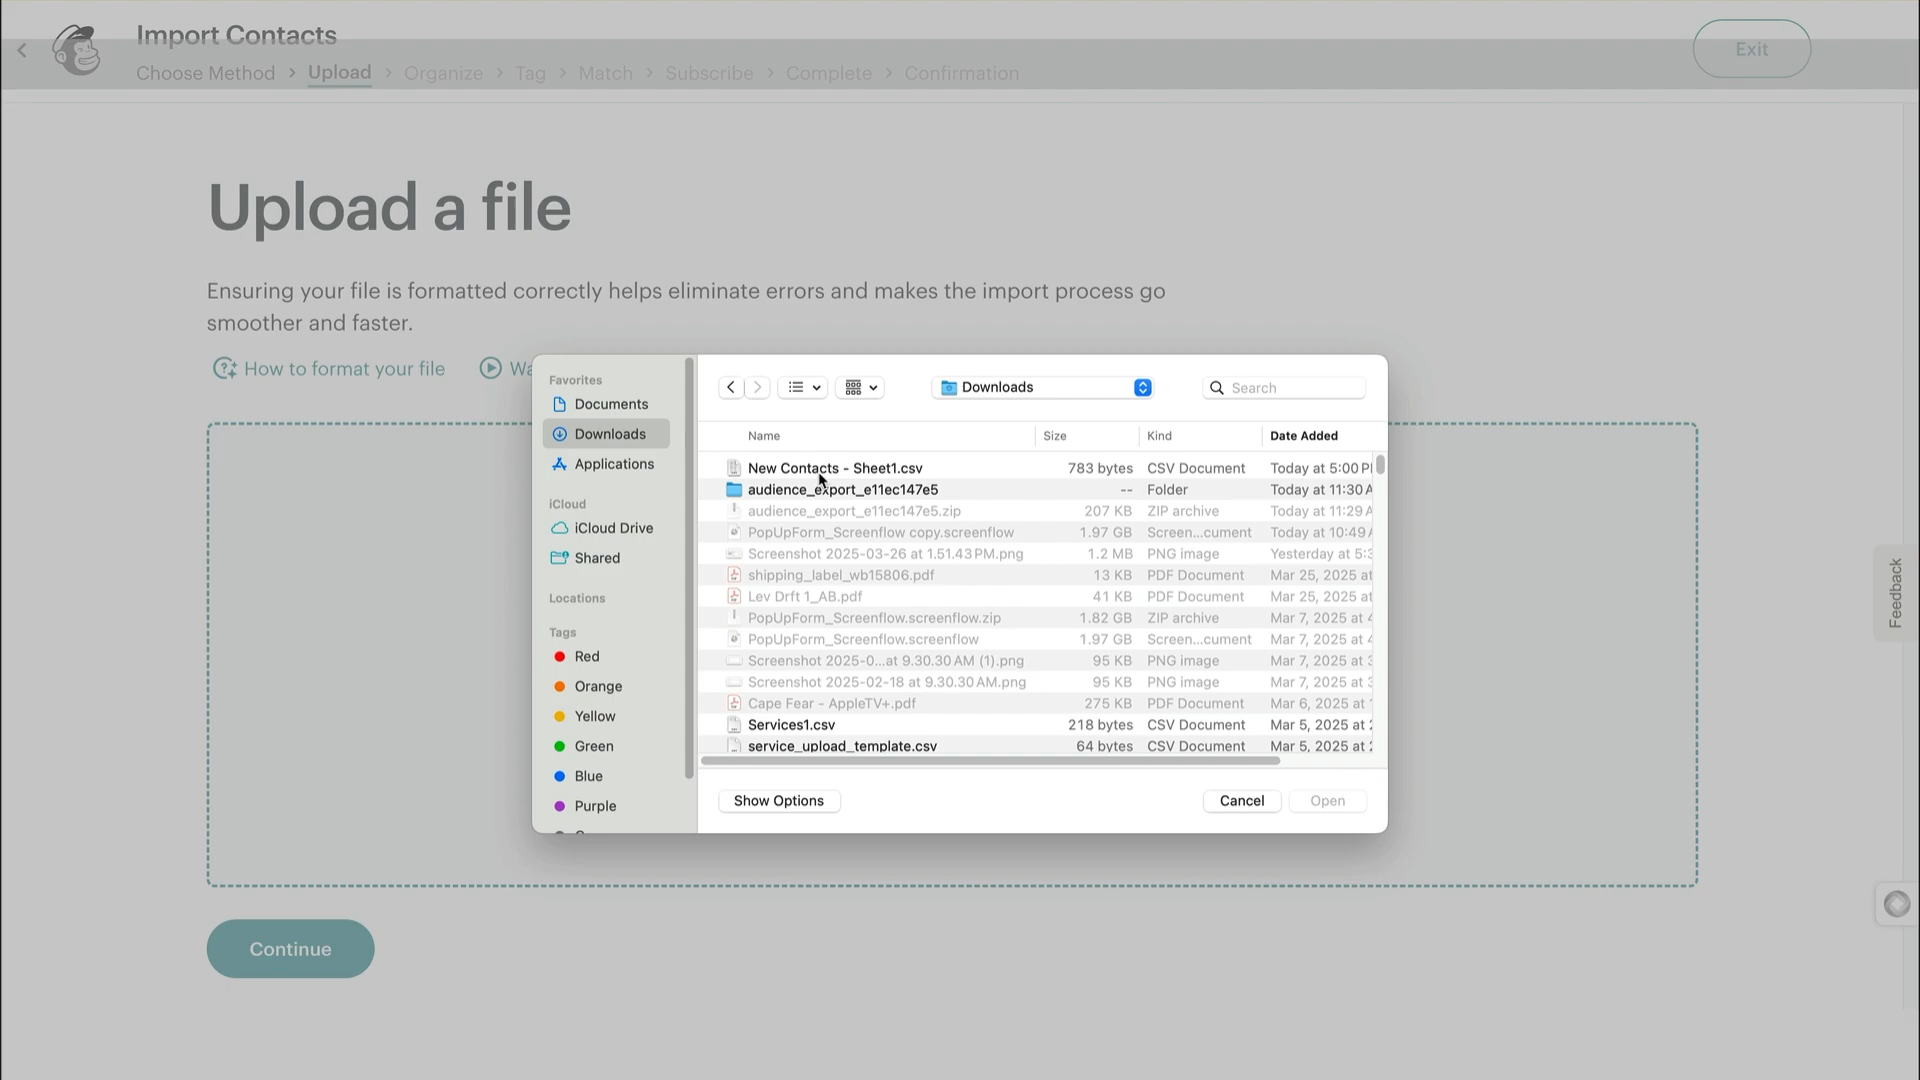 Import Contacts
Choose Method > Upload > Organize > Tag > Match > Subscribe > Complete > Confirmation
Exit
Upload a file
Ensuring your file is formatted correctly helps eliminate errors and makes the import process go
smoother and faster.
How to format your file
Favorites
Documents
Downloads
Applications
iCloud
iCloud Drive
Shared
Locations
Tags
Red
Orange
Yellow
Green
Blue
Purple
Downloads
Search
Name Size Kind Date Added
New Contacts - Sheet1.csv 783 bytes CSV Document Today at 5:00 P
audience_export_e11ec147e5 -- Folder Today at 11:30 A
audience_export_e11ec147e5.zip 207 KB ZIP archive Today at 11:29 A
PopUpForm_Screenflow copy.screenflow 1.97 GB Screen...cument Today at 10:49 A
Screenshot 2025-03-26 at 1.51.43 PM.png 1.2 MB PNG image Yesterday at 5:3
shipping_label_wb15806.pdf 13 KB PDF Document Mar 25, 2025 at
Lev Drft 1_AB.pdf 41 KB PDF Document Mar 25, 2025 at
PopUpForm_Screenflow.screenflow.zip 1.82 GB ZIP archive Mar 7, 2025 at 4
PopUpForm_Screenflow.screenflow 1.97 GB Screen...cument Mar 7, 2025 at 4
Screenshot 2025-0...at 9.30.30 AM (1).png 95 KB PNG image Mar 7, 2025 at 3
Screenshot 2025-02-18 at 9.30.30 AM.png 95 KB PNG image Mar 7, 2025 at 3
Cape Fear - AppleTV+.pdf 275 KB PDF Document Mar 6, 2025 at
Services1.csv 218 bytes CSV Document Mar 5, 2025 at 2
service_upload_template.csv 64 bytes CSV Document Mar 5, 2025 at 2
Show Options
Cancel
Open
Continue
Feedback